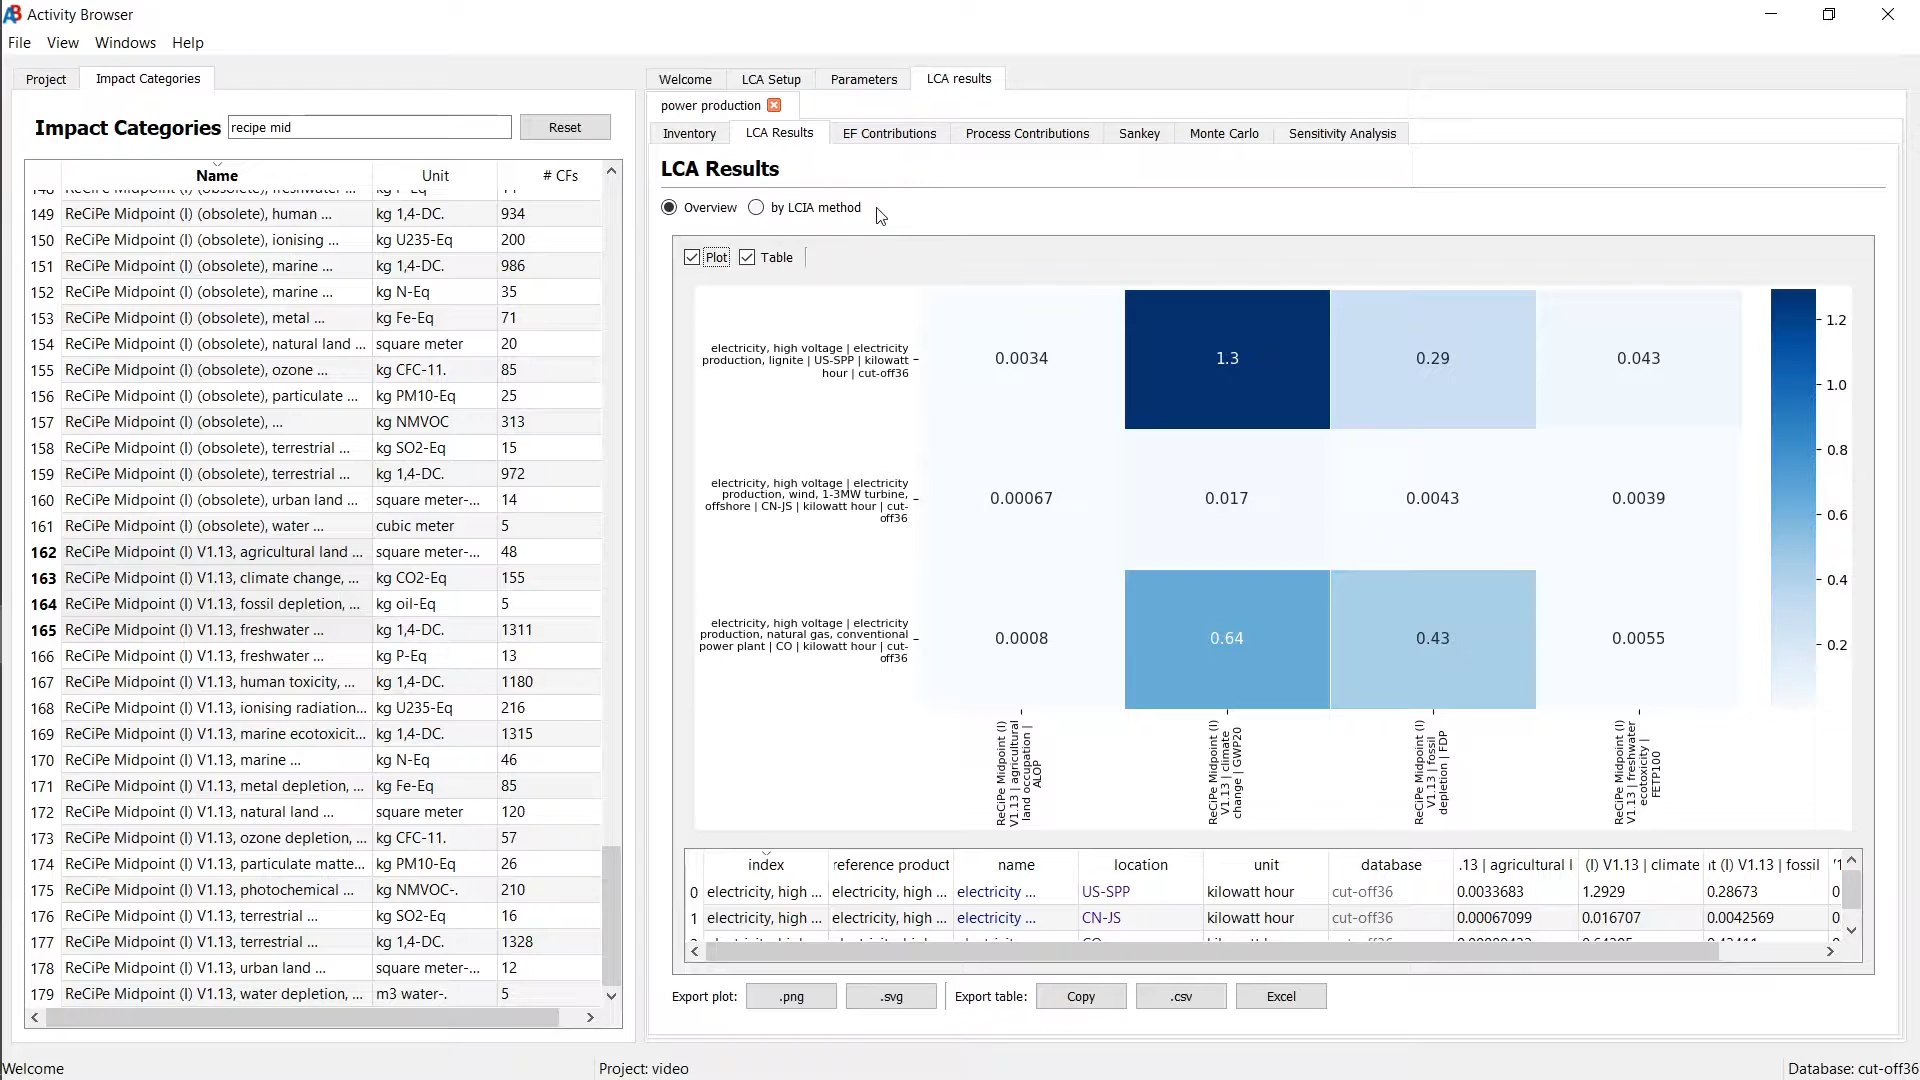 Activity Browser
File View Windows Help
Project Impact Categories
Impact Categories recipe mid Reset
Name Unit # CFs
149 ReCiPe Midpoint (I) (obsolete), human ... kg 1,4-DC. 934
150 ReCiPe Midpoint (I) (obsolete), ionising ... kg U235-Eq 200
151 ReCiPe Midpoint (I) (obsolete), marine ... kg 1,4-DC. 986
152 ReCiPe Midpoint (I) (obsolete), marine ... kg N-Eq 35
153 ReCiPe Midpoint (I) (obsolete), metal ... kg Fe-Eq 71
154 ReCiPe Midpoint (I) (obsolete), natural land ... square meter 20
155 ReCiPe Midpoint (I) (obsolete), ozone ... kg CFC-11. 85
156 ReCiPe Midpoint (I) (obsolete), particulate ... kg PM10-Eq 25
157 ReCiPe Midpoint (I) (obsolete), ... kg NMVOC 313
158 ReCiPe Midpoint (I) (obsolete), terrestrial ... kg SO2-Eq 15
159 ReCiPe Midpoint (I) (obsolete), terrestrial ... kg 1,4-DC. 972
160 ReCiPe Midpoint (I) (obsolete), urban land ... square meter-... 14
161 ReCiPe Midpoint (I) (obsolete), water ... cubic meter 5
162 ReCiPe Midpoint (I) V1.13, agricultural land ... square meter-... 48
163 ReCiPe Midpoint (I) V1.13, climate change, ... kg CO2-Eq 155
164 ReCiPe Midpoint (I) V1.13, fossil depletion, ... kg oil-Eq 5
165 ReCiPe Midpoint (I) V1.13, freshwater ... kg 1,4-DC. 1311
166 ReCiPe Midpoint (I) V1.13, freshwater ... kg P-Eq 13
167 ReCiPe Midpoint (I) V1.13, human toxicity, ... kg 1,4-DC. 1180
168 ReCiPe Midpoint (I) V1.13, ionising radiation... kg U235-Eq 216
169 ReCiPe Midpoint (I) V1.13, marine ecotoxicit... kg 1,4-DC. 1315
170 ReCiPe Midpoint (I) V1.13, marine ... kg N-Eq 46
171 ReCiPe Midpoint (I) V1.13, metal depletion, ... kg Fe-Eq 85
172 ReCiPe Midpoint (I) V1.13, natural land ... square meter 120
173 ReCiPe Midpoint (I) V1.13, ozone depletion, ... kg CFC-11. 57
174 ReCiPe Midpoint (I) V1.13, particulate matte... kg PM10-Eq 26
175 ReCiPe Midpoint (I) V1.13, photochemical ... kg NMVOC-. 210
176 ReCiPe Midpoint (I) V1.13, terrestrial ... kg SO2-Eq 16
177 ReCiPe Midpoint (I) V1.13, terrestrial ... kg 1,4-DC. 1328
178 ReCiPe Midpoint (I) V1.13, urban land ... square meter-... 12
179 ReCiPe Midpoint (I) V1.13, water depletion, ... m3 water-. 5
Welcome LCA Setup Parameters LCA results
power production
Inventory LCA Results EF Contributions Process Contributions Sankey Monte Carlo Sensitivity Analysis
LCA Results
Overview by LCIA method
Plot Table
electricity, high voltage | electricity
production, lignite | US-SPP | kilowatt
hour | cut-off36
0.0034 1.3 0.29 0.043
electricity, high voltage | electricity
production, wind, 1-3MW turbine,
offshore | CN-JS | kilowatt hour | cut-
off36
0.00067 0.017 0.0043 0.0039
electricity, high voltage | electricity
production, natural gas, conventional
power plant | CO | kilowatt hour | cut-
off36
0.0008 0.64 0.43 0.0055
1.2
1.0
0.8
0.6
0.4
0.2
ReCiPe Midpoint (I)
V1.13 | agricultural
land occupation |
ALOP
ReCiPe Midpoint (I)
V1.13 | climate
change | GWP20
ReCiPe Midpoint (I)
V1.13 | fossil
depletion | FDP
ReCiPe Midpoint (I)
V1.13 | freshwater
ecotoxicity |
FETP100
index reference product name location unit database .13 | agricultural l (I) V1.13 | climate it (I) V1.13 | fossil
0 electricity, high ... electricity, high ... electricity ... US-SPP kilowatt hour cut-off36 0.0033683 1.2929 0.28673 0
1 electricity, high ... electricity, high ... electricity ... CN-JS kilowatt hour cut-off36 0.00067099 0.016707 0.0042569 0
Export plot: .png .svg Export table: Copy .csv Excel
Welcome Project: video Database: cut-off36